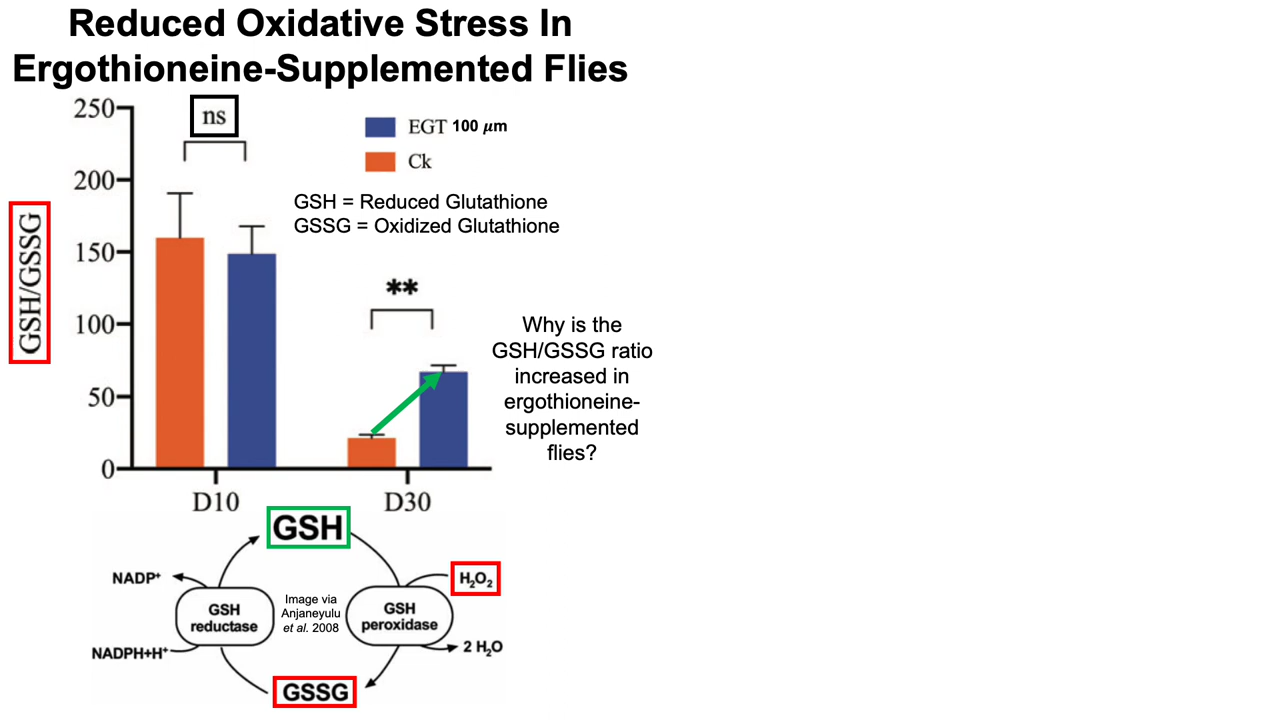 Reduced Oxidative Stress In
Ergothioneine-Supplemented Flies
250
200
150
100
50
0
GSH/GSSG
ns
EGT 100 μm
Ck
GSH = Reduced Glutathione
GSSG = Oxidized Glutathione
**
Why is the
GSH/GSSG ratio
increased in
ergothioneine-
supplemented
flies?
D10
D30
GSH
NADP⁺
H₂O₂
GSH
reductase
Image via
Anjaneyulu
et al. 2008
GSH
peroxidase
NADPH+H⁺
2 H₂O
GSSG